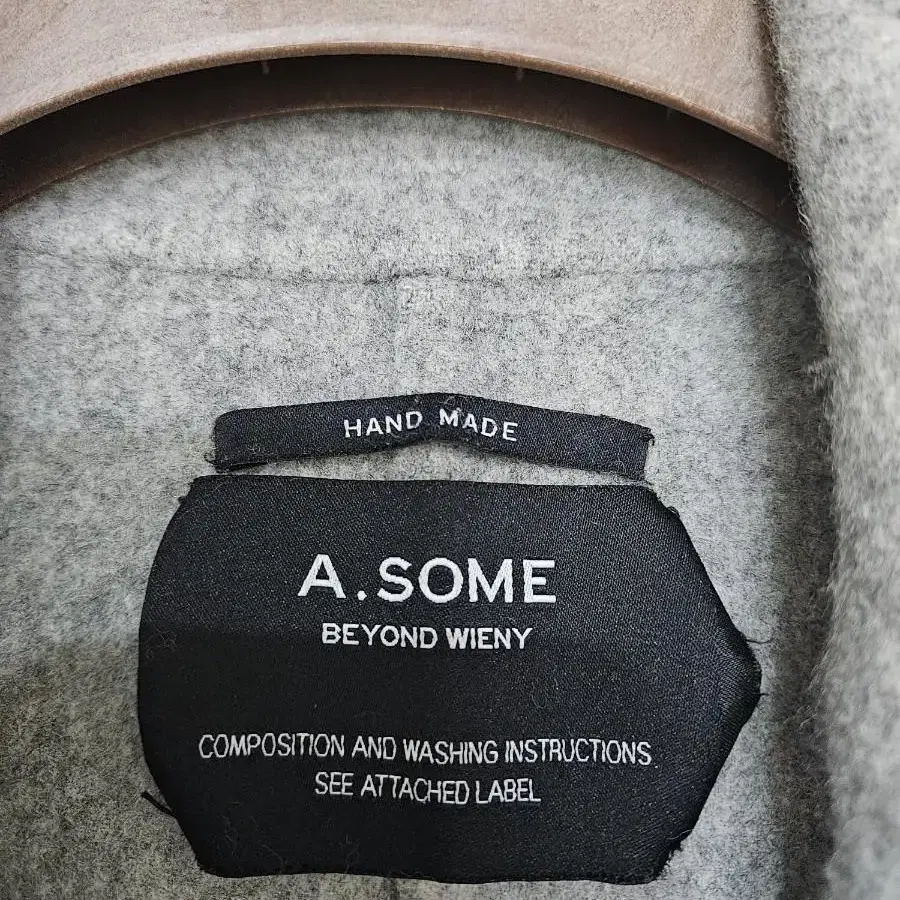 HAND MADE
A.SOME
BEYOND WIENY
COMPOSITION AND WASHING INSTRUCTIONS
SEE ATTACHED LABEL